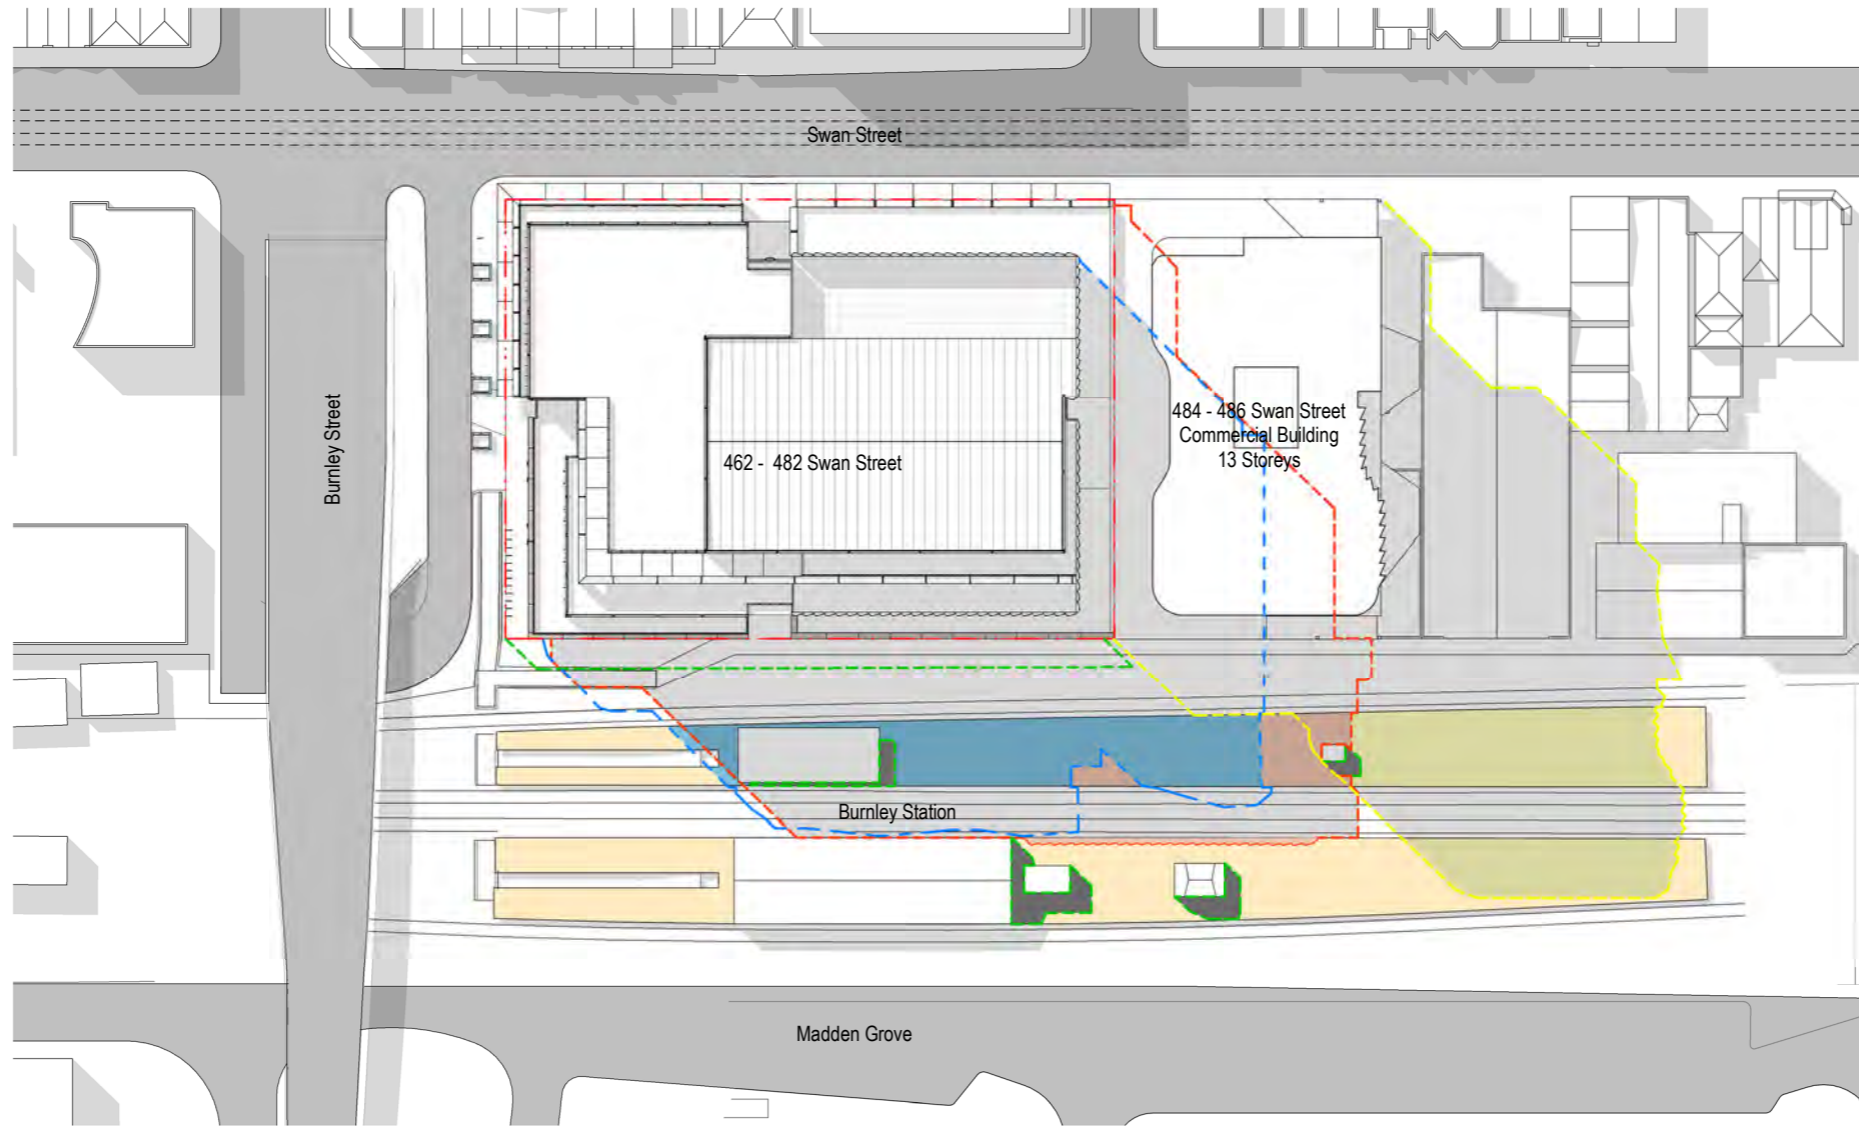 Swan Street
Burnley Street
484 - 486 Swan Street
Commercial Building
13 Storeys
462 - 482 Swan Street
Burnley Station
Madden Grove